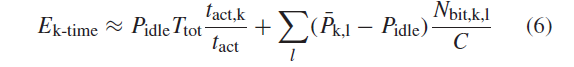 E_{k-time} ≈ P_{idle} T_{tot} \frac{t_{act,k}}{t_{act}} + \sum_{l} (\bar{P}_{k,l} − P_{idle}) \frac{N_{bit,k,l}}{C} (6)